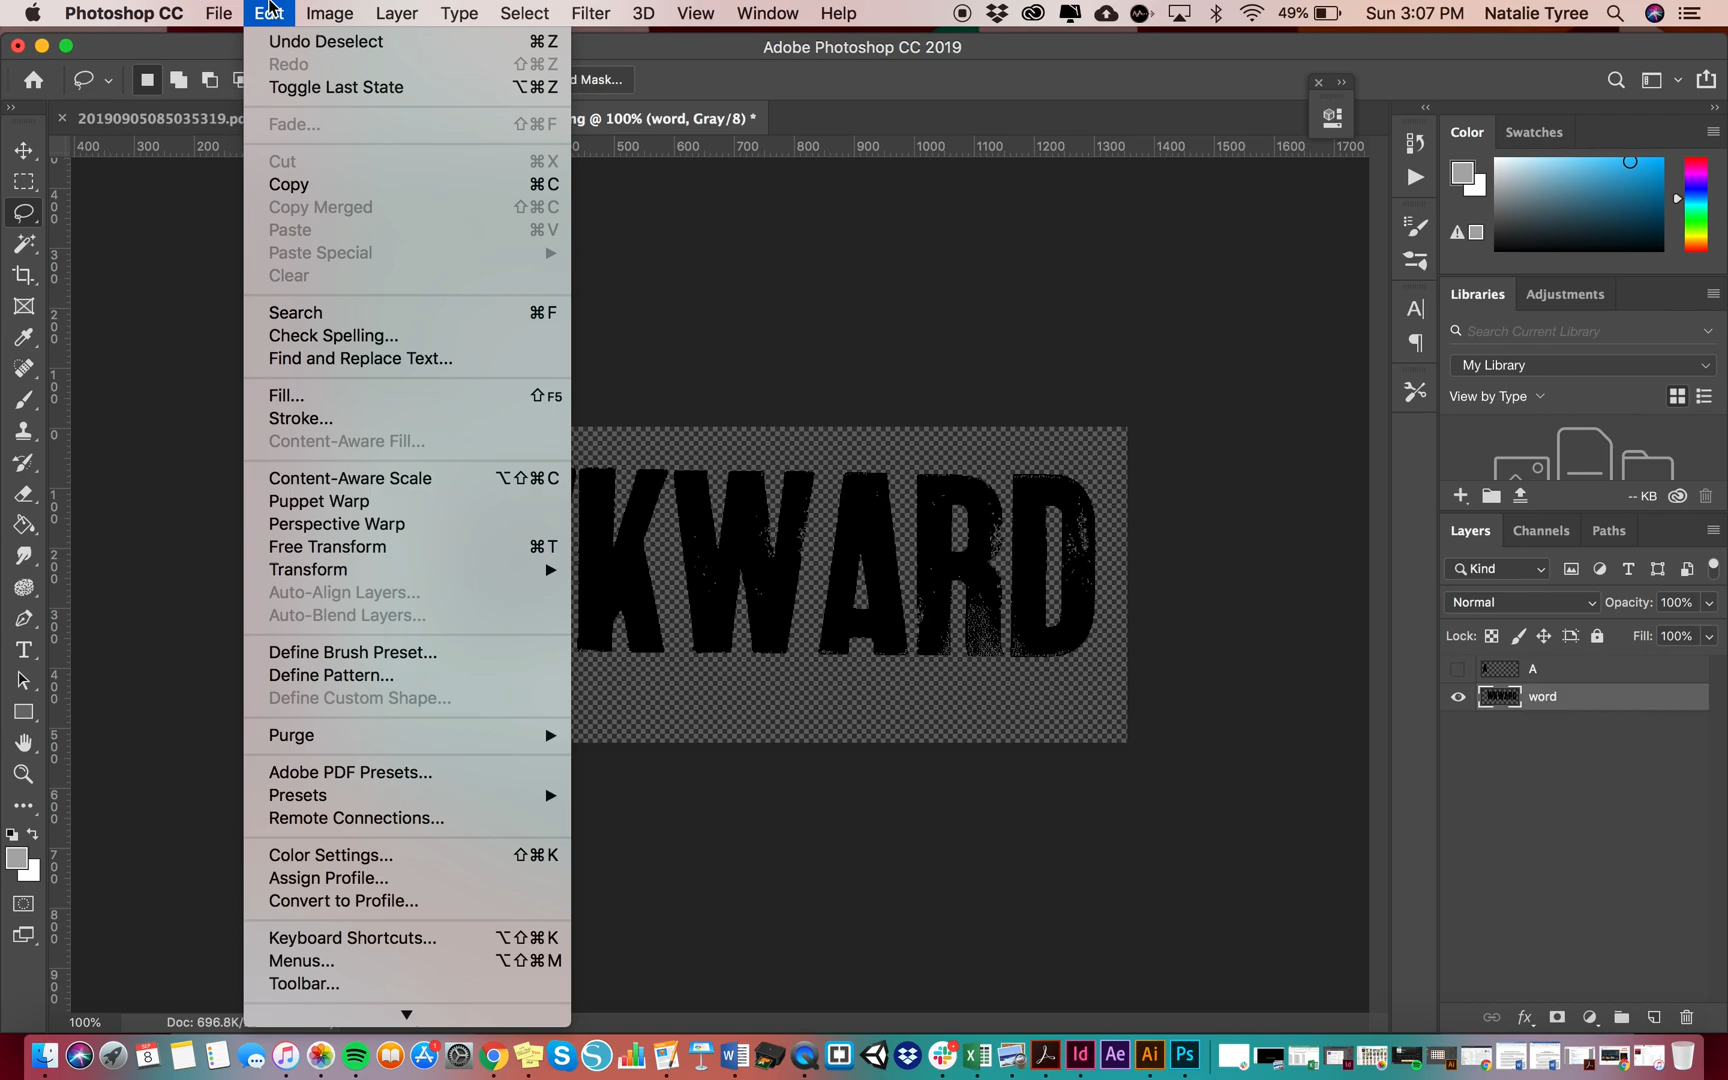 Photoshop CC File Edit Image Layer Type Select Filter 3D View Window Help 49% Sun 3:07 PM Natalie Tyree
Adobe Photoshop CC 2019
d Mask...
20190905085035319.pd
ng @ 100% (word, Gray/8) *
400 300 200 0 500 600 700 800 900 1000 1100 1200 1300 1400 1500 1600 1700
Undo Deselect ⌘Z
Redo ⇧⌘Z
Toggle Last State ⌥⌘Z
Fade... ⇧⌘F
Cut ⌘X
Copy ⌘C
Copy Merged ⇧⌘C
Paste ⌘V
Paste Special
Clear
Search ⌘F
Check Spelling...
Find and Replace Text...
Fill... ⇧F5
Stroke...
Content-Aware Fill...
Content-Aware Scale ⌥⇧⌘C
Puppet Warp
Perspective Warp
Free Transform ⌘T
Transform
Auto-Align Layers...
Auto-Blend Layers...
Define Brush Preset...
Define Pattern...
Define Custom Shape...
Purge
Adobe PDF Presets...
Presets
Remote Connections...
Color Settings... ⇧⌘K
Assign Profile...
Convert to Profile...
Keyboard Shortcuts... ⌥⇧⌘K
Menus... ⌥⇧⌘M
Toolbar...
KWARD
100% Doc: 696.8K/
Color Swatches
Libraries Adjustments
Search Current Library
My Library
View by Type
-- KB
Layers Channels Paths
Kind
Normal Opacity: 100%
Lock: Fill: 100%
A
word